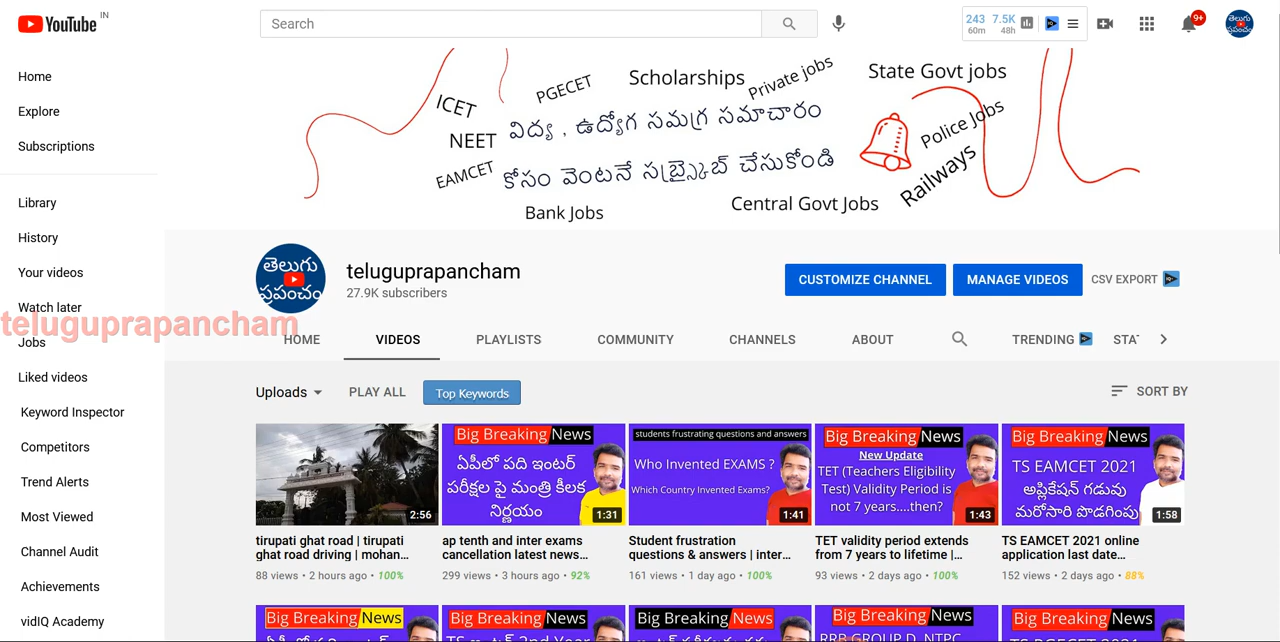 YouTube IN
Search
243 7.5K
60m 48h
9+
తెలుగు
ప్రపంచం
Home
Explore
Subscriptions
Library
History
Your videos
Watch later
teluguprapancham
Jobs
Liked videos
Keyword Inspector
Competitors
Trend Alerts
Most Viewed
Channel Audit
Achievements
vidIQ Academy
ICET
PGECET
Scholarships
Private jobs
State Govt jobs
NEET
విద్య , ఉద్యోగ సమగ్ర సమాచారం
Police Jobs
EAMCET
కోసం వెంటనే సబ్స్క్రైబ్ చేసుకోండి
Railways
Bank Jobs
Central Govt Jobs
తెలుగు
ప్రపంచం
teluguprapancham
27.9K subscribers
CUSTOMIZE CHANNEL
MANAGE VIDEOS
CSV EXPORT
HOME
VIDEOS
PLAYLISTS
COMMUNITY
CHANNELS
ABOUT
TRENDING
Uploads
PLAY ALL
Top Keywords
SORT BY
2:56
tirupati ghat road | tirupati
ghat road driving | mohan...
88 views • 2 hours ago • 100%
Big Breaking News
ఏపీలో పది ఇంటర్
పరీక్షల పై మంత్రి కీలక
నిర్ణయం
1:31
ap tenth and inter exams
cancellation latest news...
299 views • 3 hours ago • 92%
students frustrating questions and answers
Who Invented EXAMS ?
Which Country Invented Exams?
1:41
Student frustration
questions & answers | inter...
161 views • 1 day ago • 100%
Big Breaking News
New Update
TET (Teachers Eligibility
Test) Validity Period is
not 7 years....then?
1:43
TET validity period extends
from 7 years to lifetime |...
93 views • 2 days ago • 100%
Big Breaking News
TS EAMCET 2021
అప్లికేషన్ గడువు
మరోసారి పొడగింపు
1:58
TS EAMCET 2021 online
application last date...
152 views • 2 days ago • 88%
Big Breaking News
Big Breaking News
Big Breaking News
Big Breaking News
RRB GROUP D, NTPC
Big Breaking News